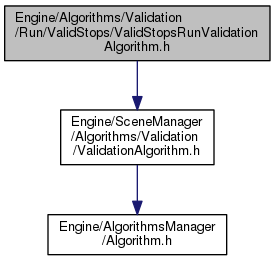 Engine/Algorithms/Validation
/Run/ValidStops/ValidStopsRunValidation
Algorithm.h
Engine/SceneManager
/Algorithms/Validation
/ValidationAlgorithm.h
Engine/AlgorithmsManager
/Algorithm.h